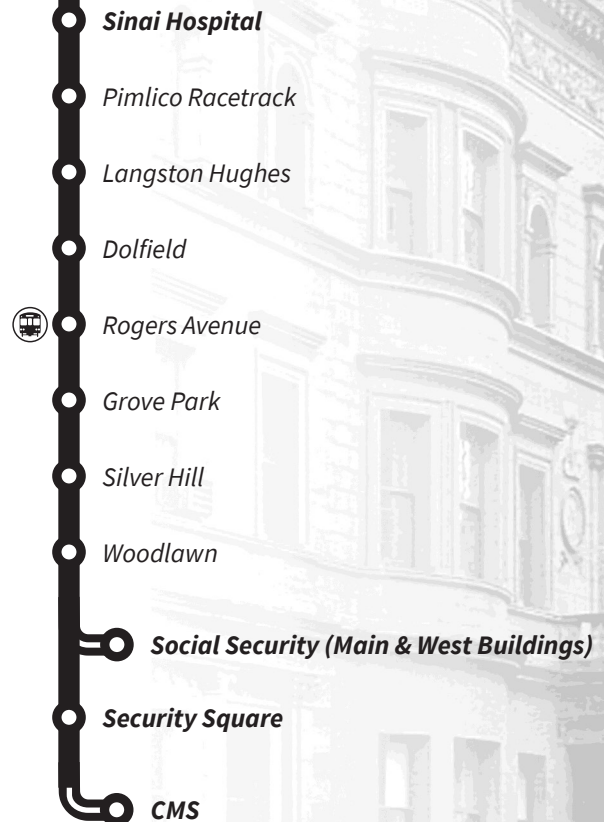 Sinai Hospital
Pimlico Racetrack
Langston Hughes
Dolfield
Rogers Avenue
Grove Park
Silver Hill
Woodlawn
Social Security (Main & West Buildings)
Security Square
CMS